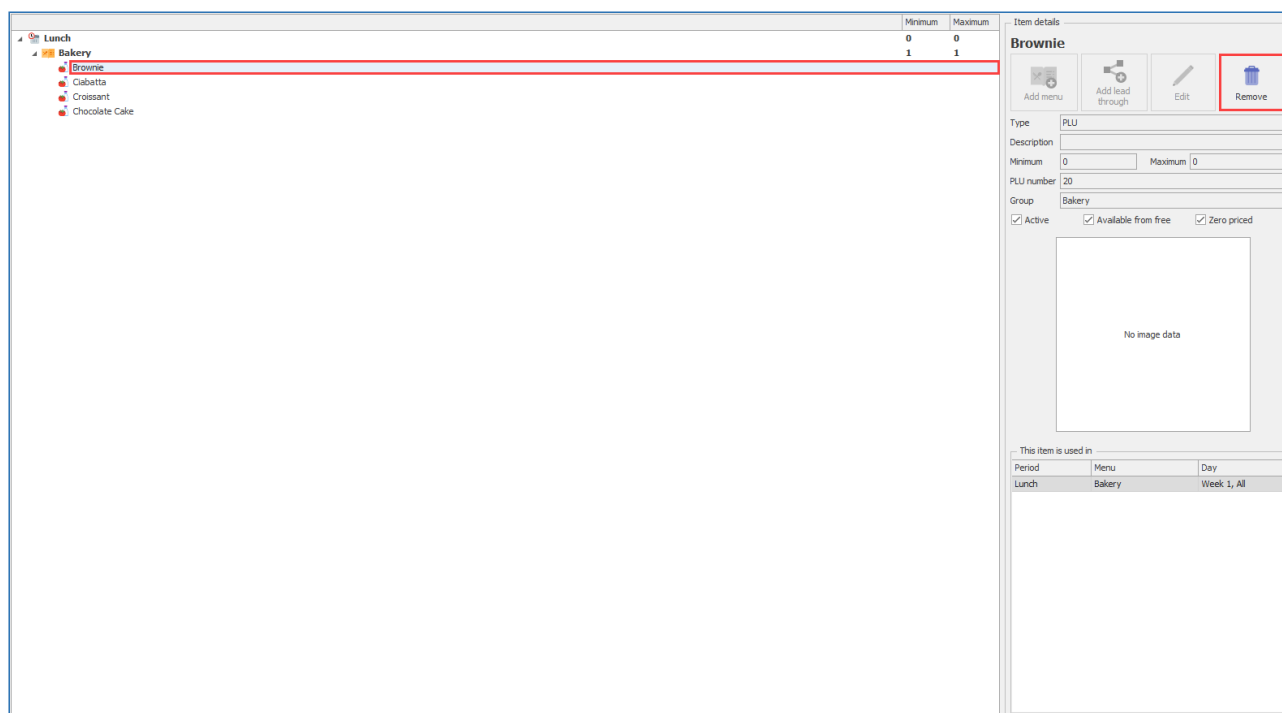 Minimum Maximum
Lunch 0 0
Bakery 1 1
Brownie
Ciabatta
Croissant
Chocolate Cake
Item details
Brownie
Add menu
Add lead through
Edit
Remove
Type PLU
Description
Minimum 0 Maximum 0
PLU number 20
Group Bakery
Active Available from free Zero priced
No image data
This item is used in
Period Menu Day
Lunch Bakery Week 1, All